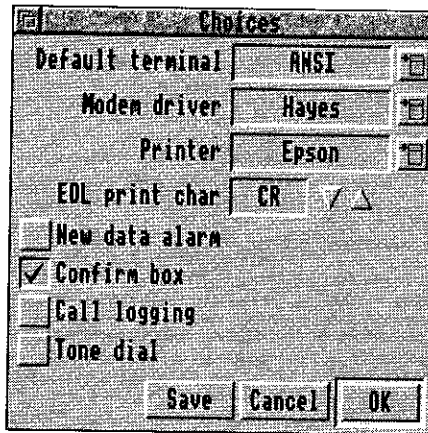 Choices
Default terminal ANSI
Modem driver Hayes
Printer Epson
EOL print char CR
New data alarm
Confirm box
Call logging
Tone dial
Save Cancel OK